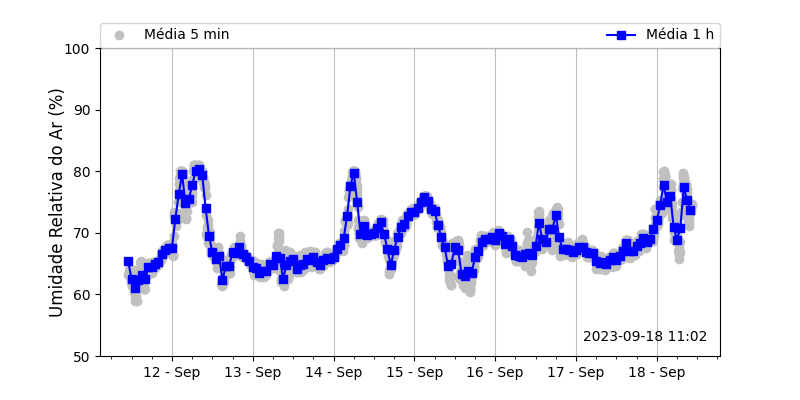 Média 5 min
Média 1 h
Umidade Relativa do Ar (%)
100
90
80
70
60
50
2023-09-18 11:02
12 - Sep
13 - Sep
14 - Sep
15 - Sep
16 - Sep
17 - Sep
18 - Sep